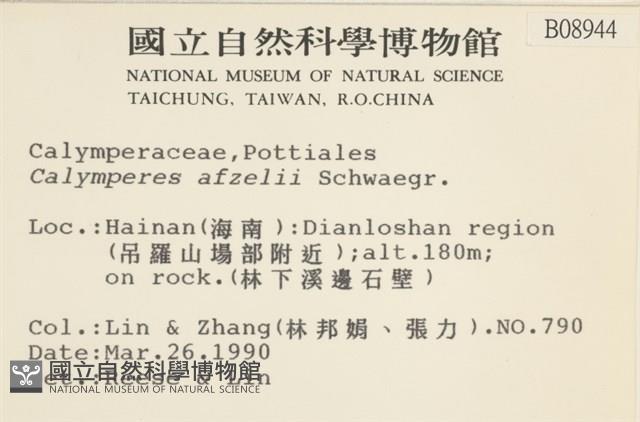 B08944
國立自然科學博物館
NATIONAL MUSEUM OF NATURAL SCIENCE
TAICHUNG, TAIWAN, R.O.CHINA
Calymperaceae,Pottiales
Calymperes afzelii Schwaegr.
Loc.:Hainan(海南):Dianloshan region
(吊羅山場部附近);alt.180m;
on rock.(林下溪邊石壁)
Col.:Lin & Zhang(林邦娟、張力).NO.790
Date:Mar.26.1990
Det.:Reese & Lin
國立自然科學博物館
NATIONAL MUSEUM OF NATURAL SCIENCE